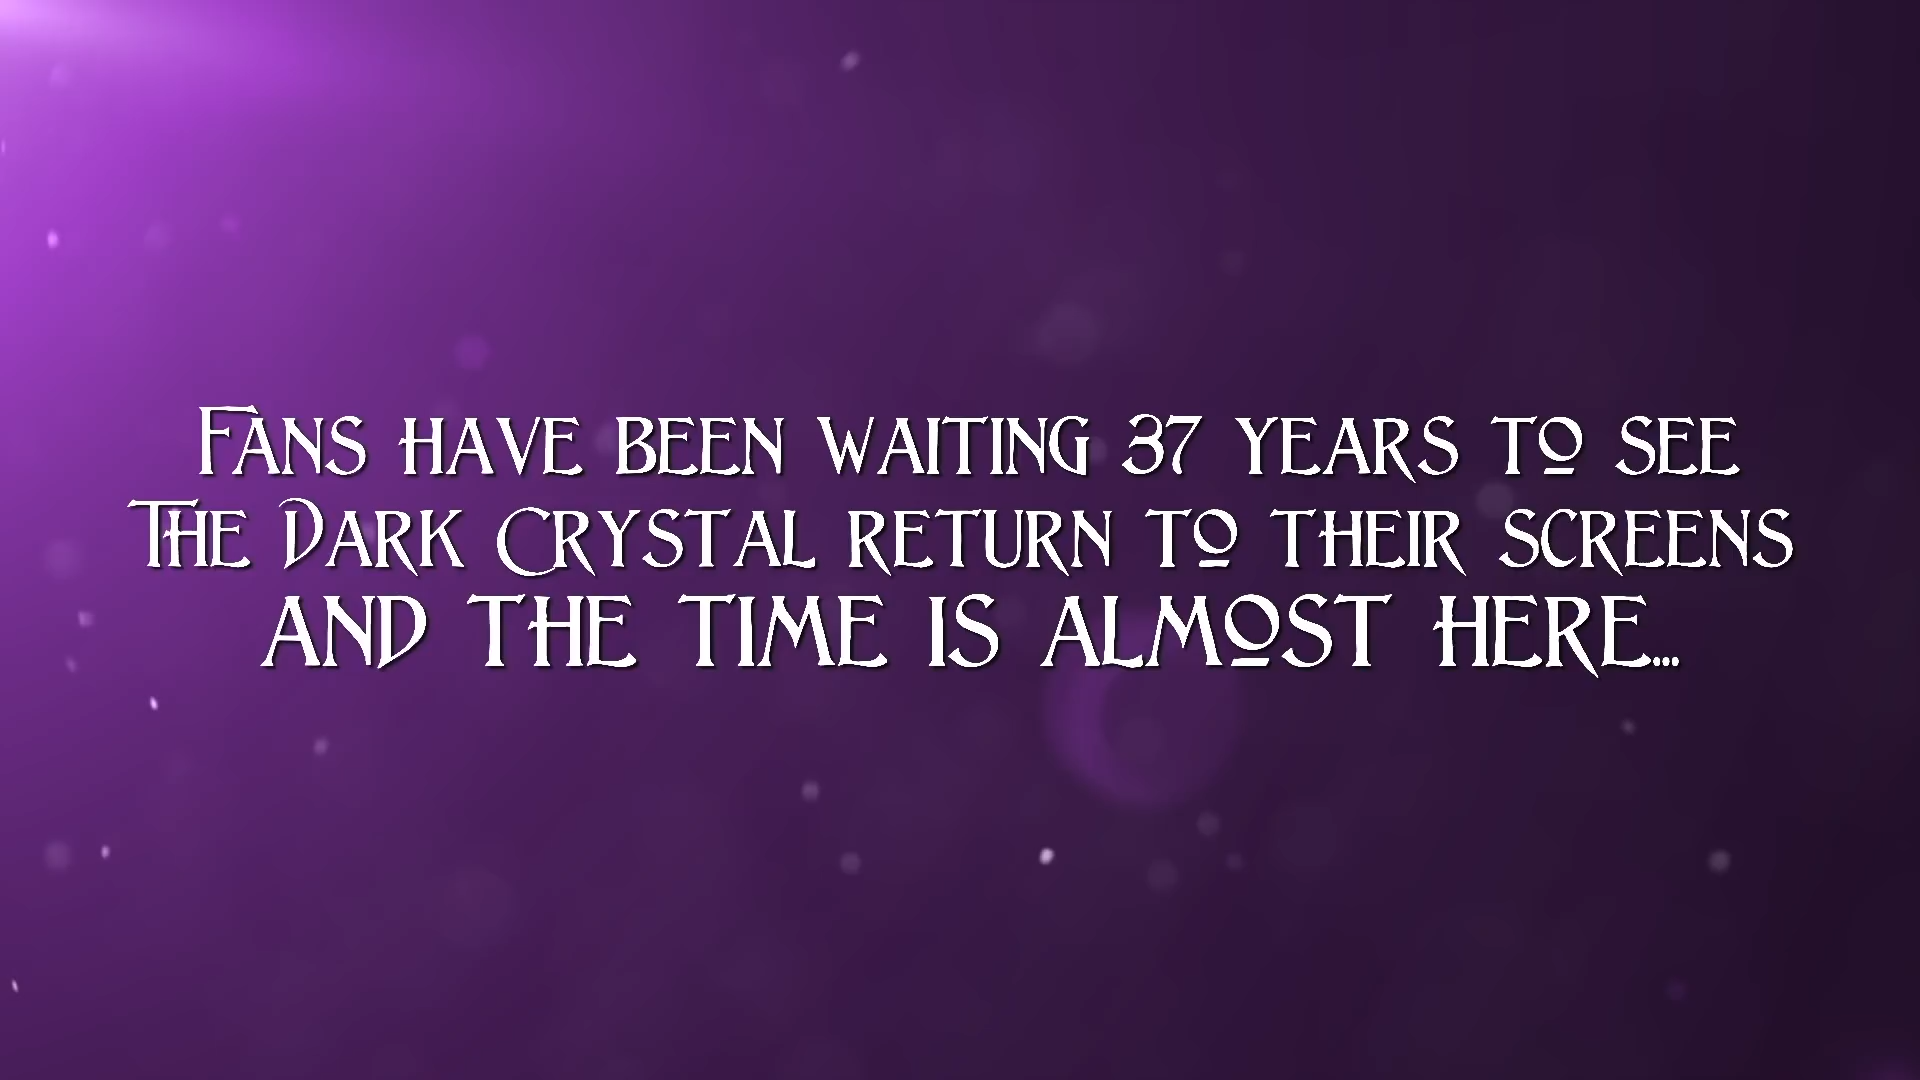 Fans have been waiting 37 years to see
The Dark Crystal return to their screens
and the time is almost here...